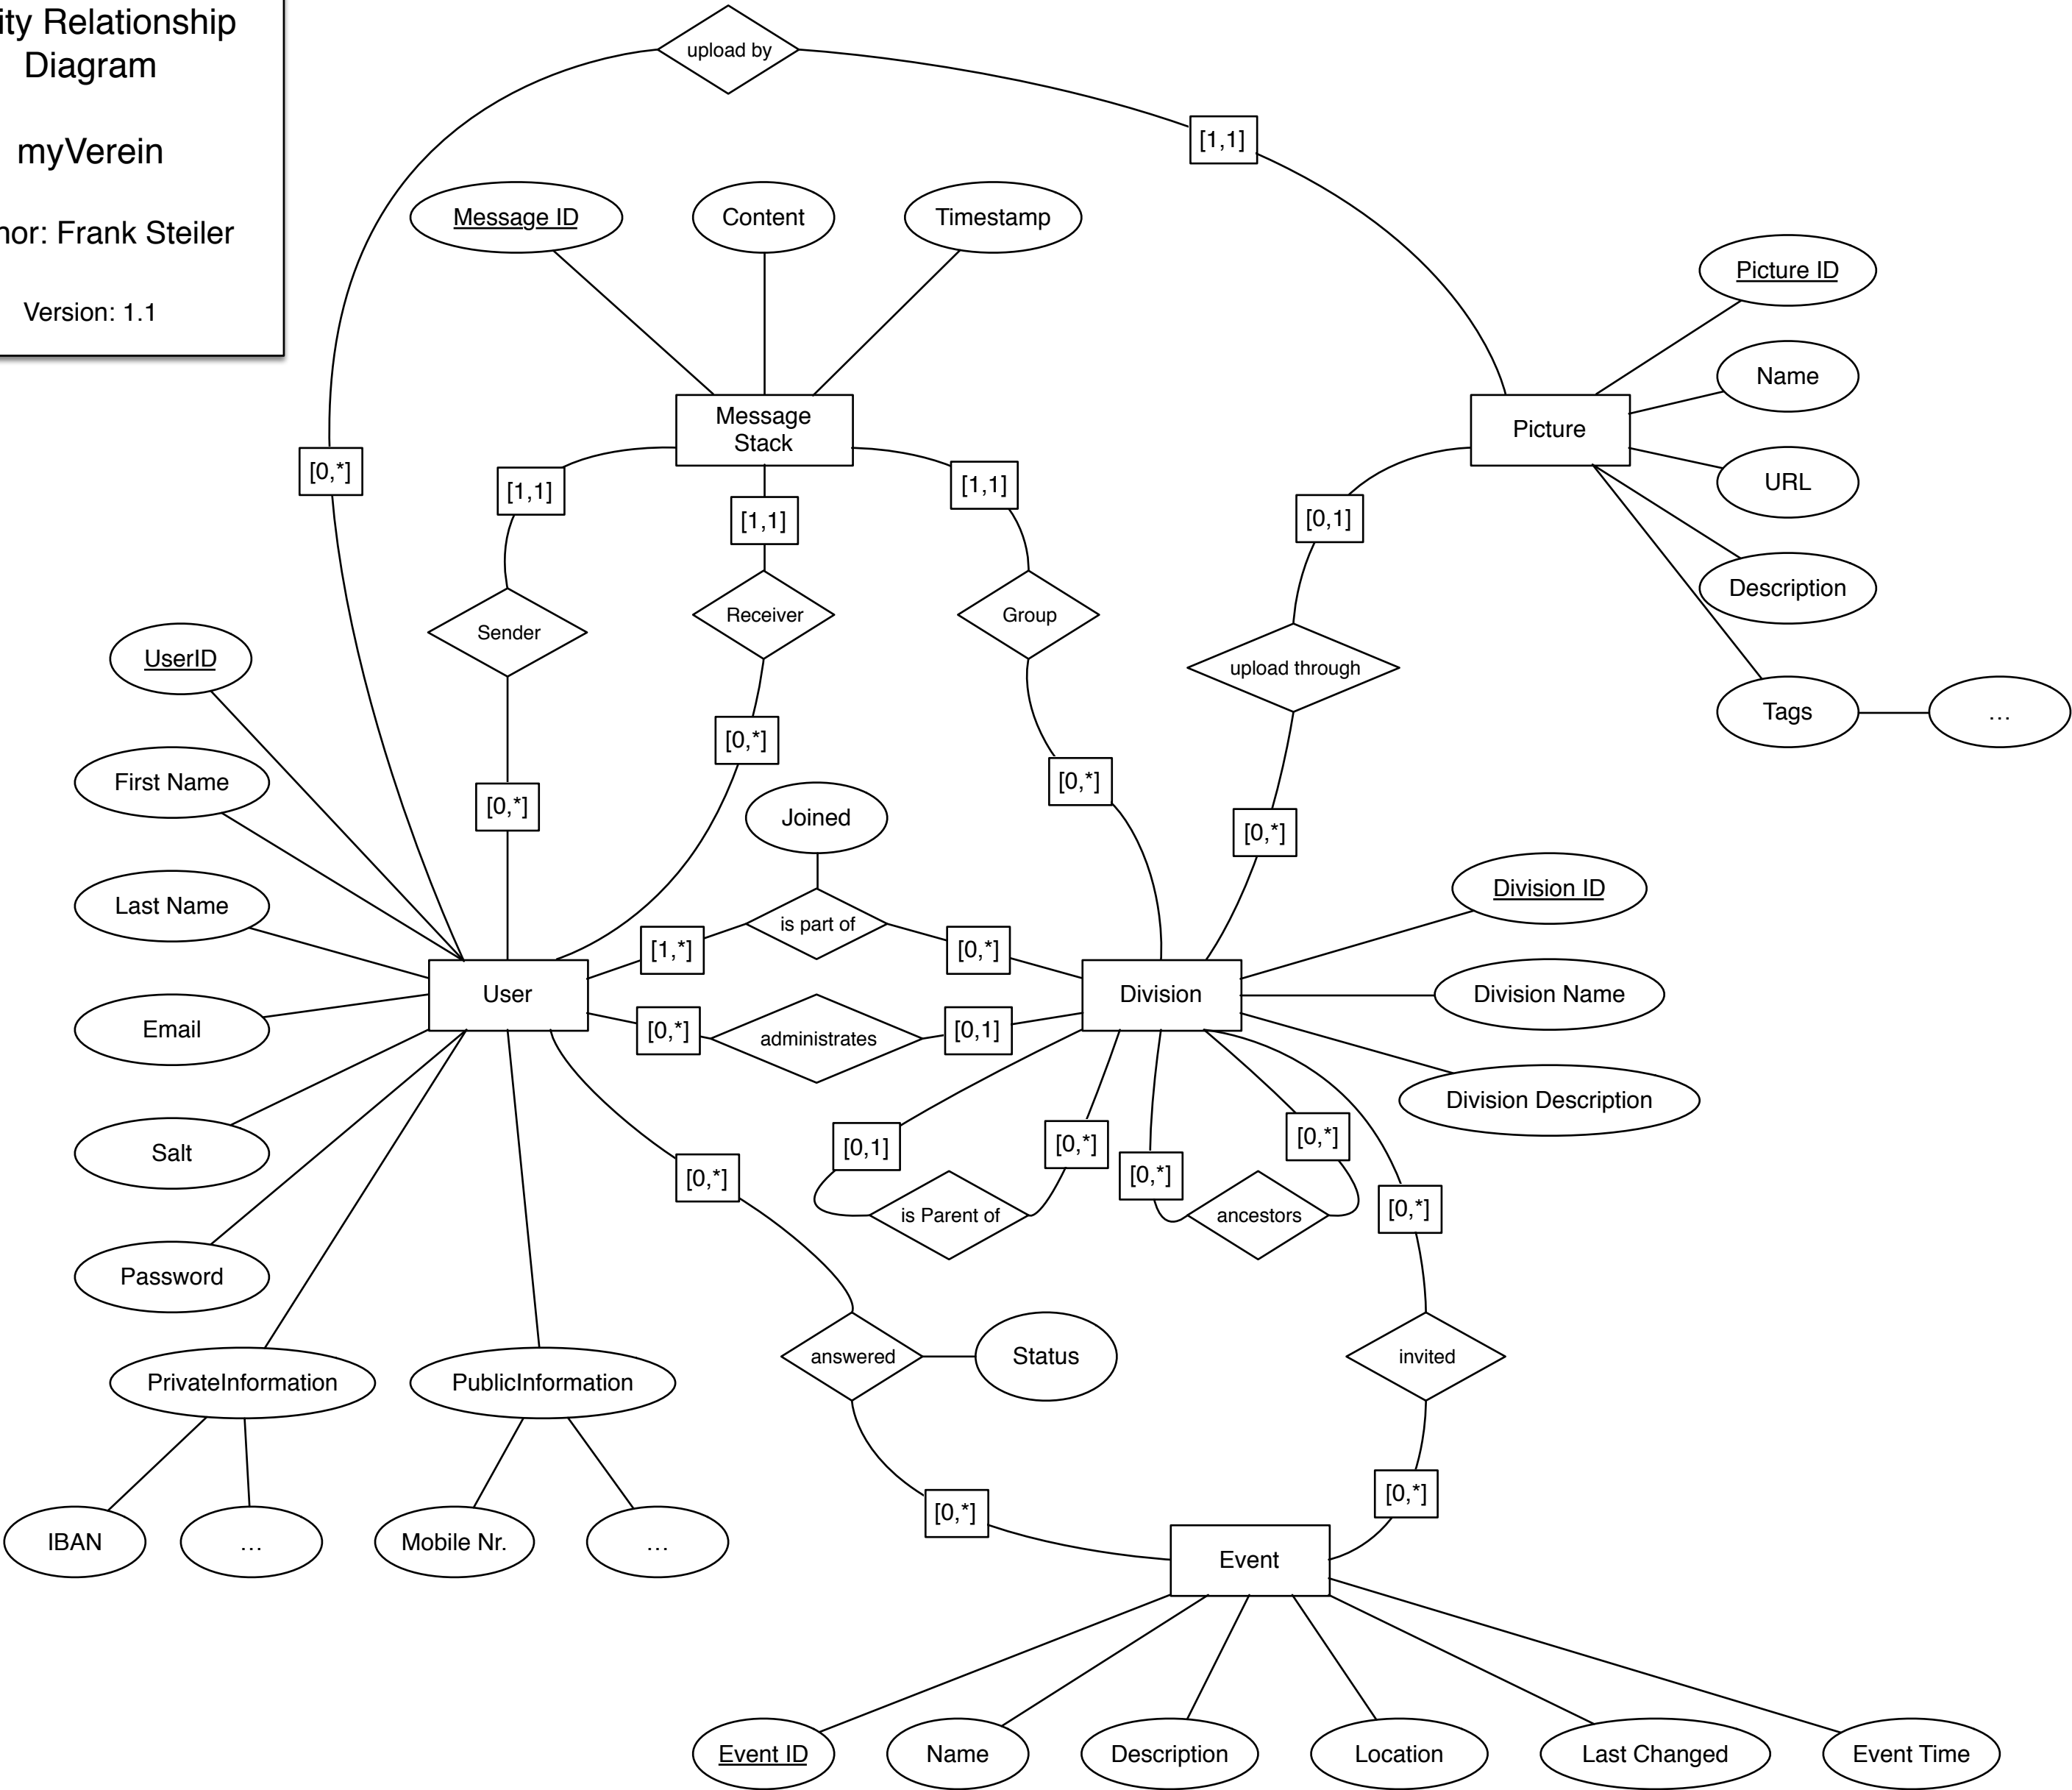 ity Relationship
Diagram
myVerein
nor: Frank Steiler
Version: 1.1
upload by
[1,1]
Message ID
Content
Timestamp
Picture ID
Name
URL
Description
Tags
…
Message
Stack
Picture
[0,*]
[1,1]
[1,1]
[1,1]
[0,1]
Sender
Receiver
Group
upload through
[0,*]
[0,*]
[0,*]
[0,*]
UserID
First Name
Last Name
Email
Salt
Password
Joined
is part of
[1,*]
[0,*]
User
Division
[0,*]
administrates
[0,1]
Division ID
Division Name
Division Description
[0,1]
[0,*]
[0,*]
[0,*]
[0,*]
[0,*]
is Parent of
ancestors
answered
Status
invited
PrivateInformation
PublicInformation
IBAN
…
Mobile Nr.
…
[0,*]
[0,*]
Event
Event ID
Name
Description
Location
Last Changed
Event Time